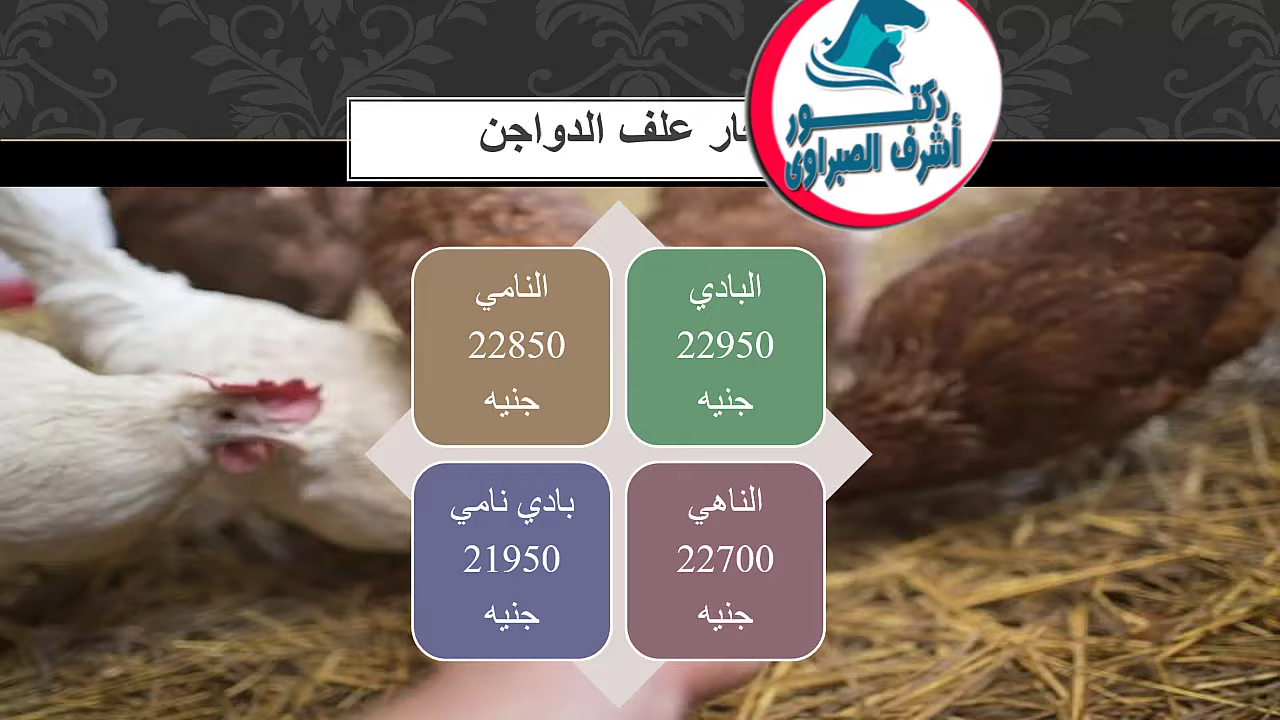 علف الدواجن
دكتور
أشرف الصبراوى
البادي
22950
جنيه
النامي
22850
جنيه
الناهي
22700
جنيه
بادي نامي
21950
جنيه